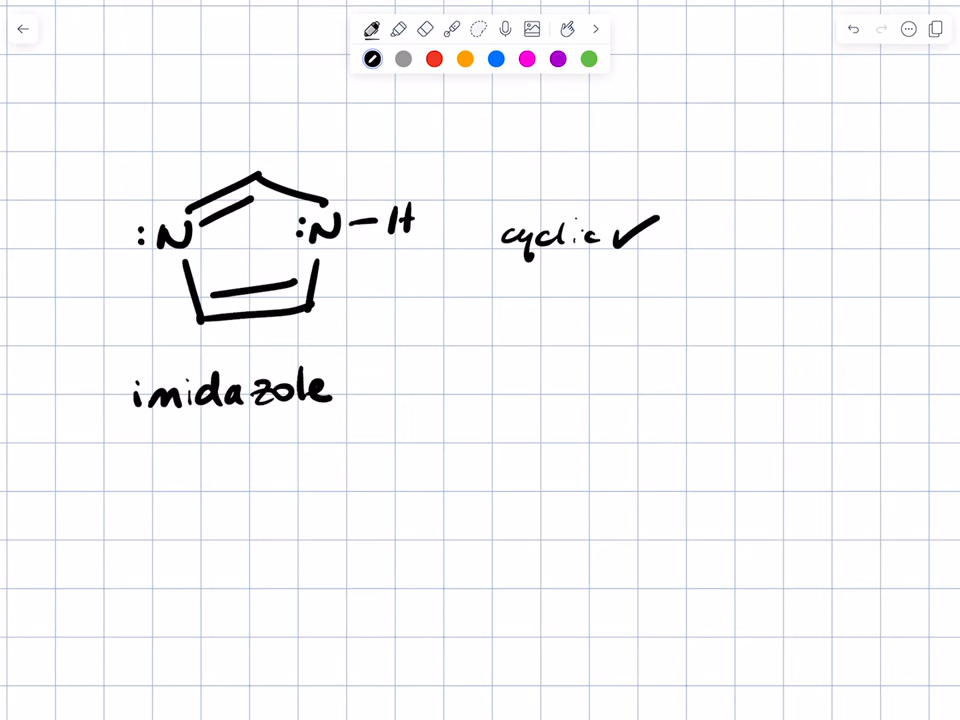 :N :N-H
cyclic ✓
imidazole